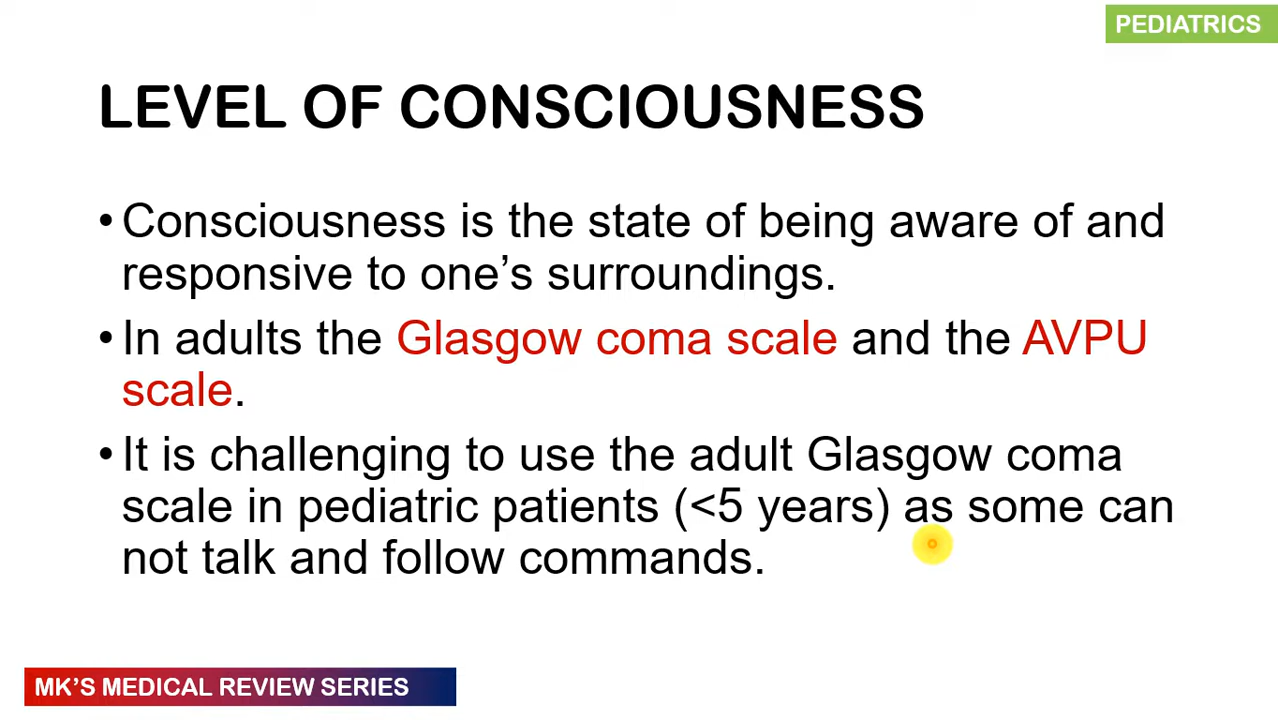 PEDIATRICS
LEVEL OF CONSCIOUSNESS
• Consciousness is the state of being aware of and
responsive to one’s surroundings.
• In adults the Glasgow coma scale and the AVPU
scale.
• It is challenging to use the adult Glasgow coma
scale in pediatric patients (<5 years) as some can
not talk and follow commands.
MK’S MEDICAL REVIEW SERIES